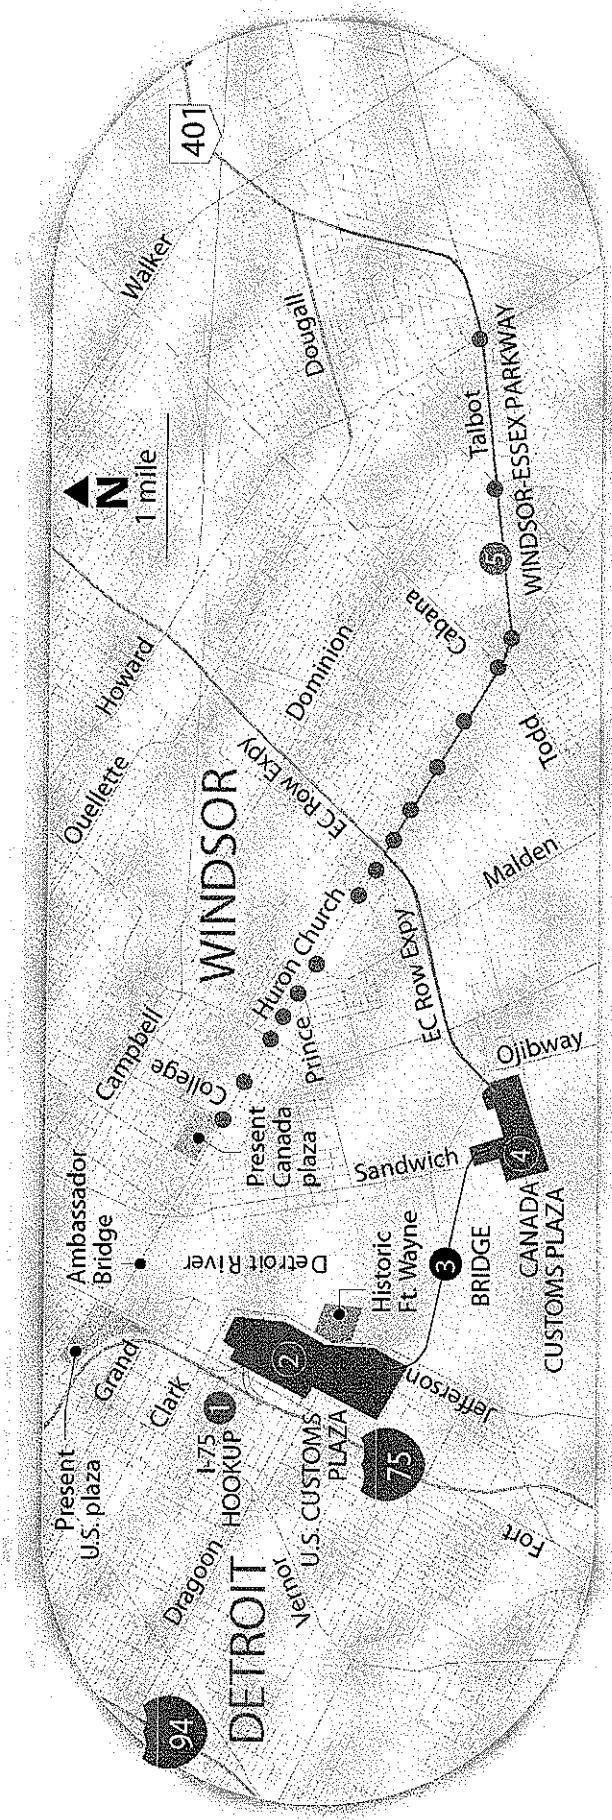 94
DETROIT
Dragoon
Vernor
Present
U.S. plaza
Grand
Clark
I-75
HOOKUP
1
U.S. CUSTOMS
PLAZA
2
75
Fort
Jefferson
Historic
Ft. Wayne
Detroit River
Ambassador
Bridge
3
BRIDGE
CANADA
CUSTOMS PLAZA
4
Sandwich
Ojibway
Present
Canada
plaza
College
Campbell
Prince
Huron Church
WINDSOR
EC Row Expy
EC Row Expy
Malden
Todd
Ouellette
Howard
Dominion
Cabana
5
WINDSOR-ESSEX PARKWAY
Talbot
N
1 mile
Dougall
Walker
401